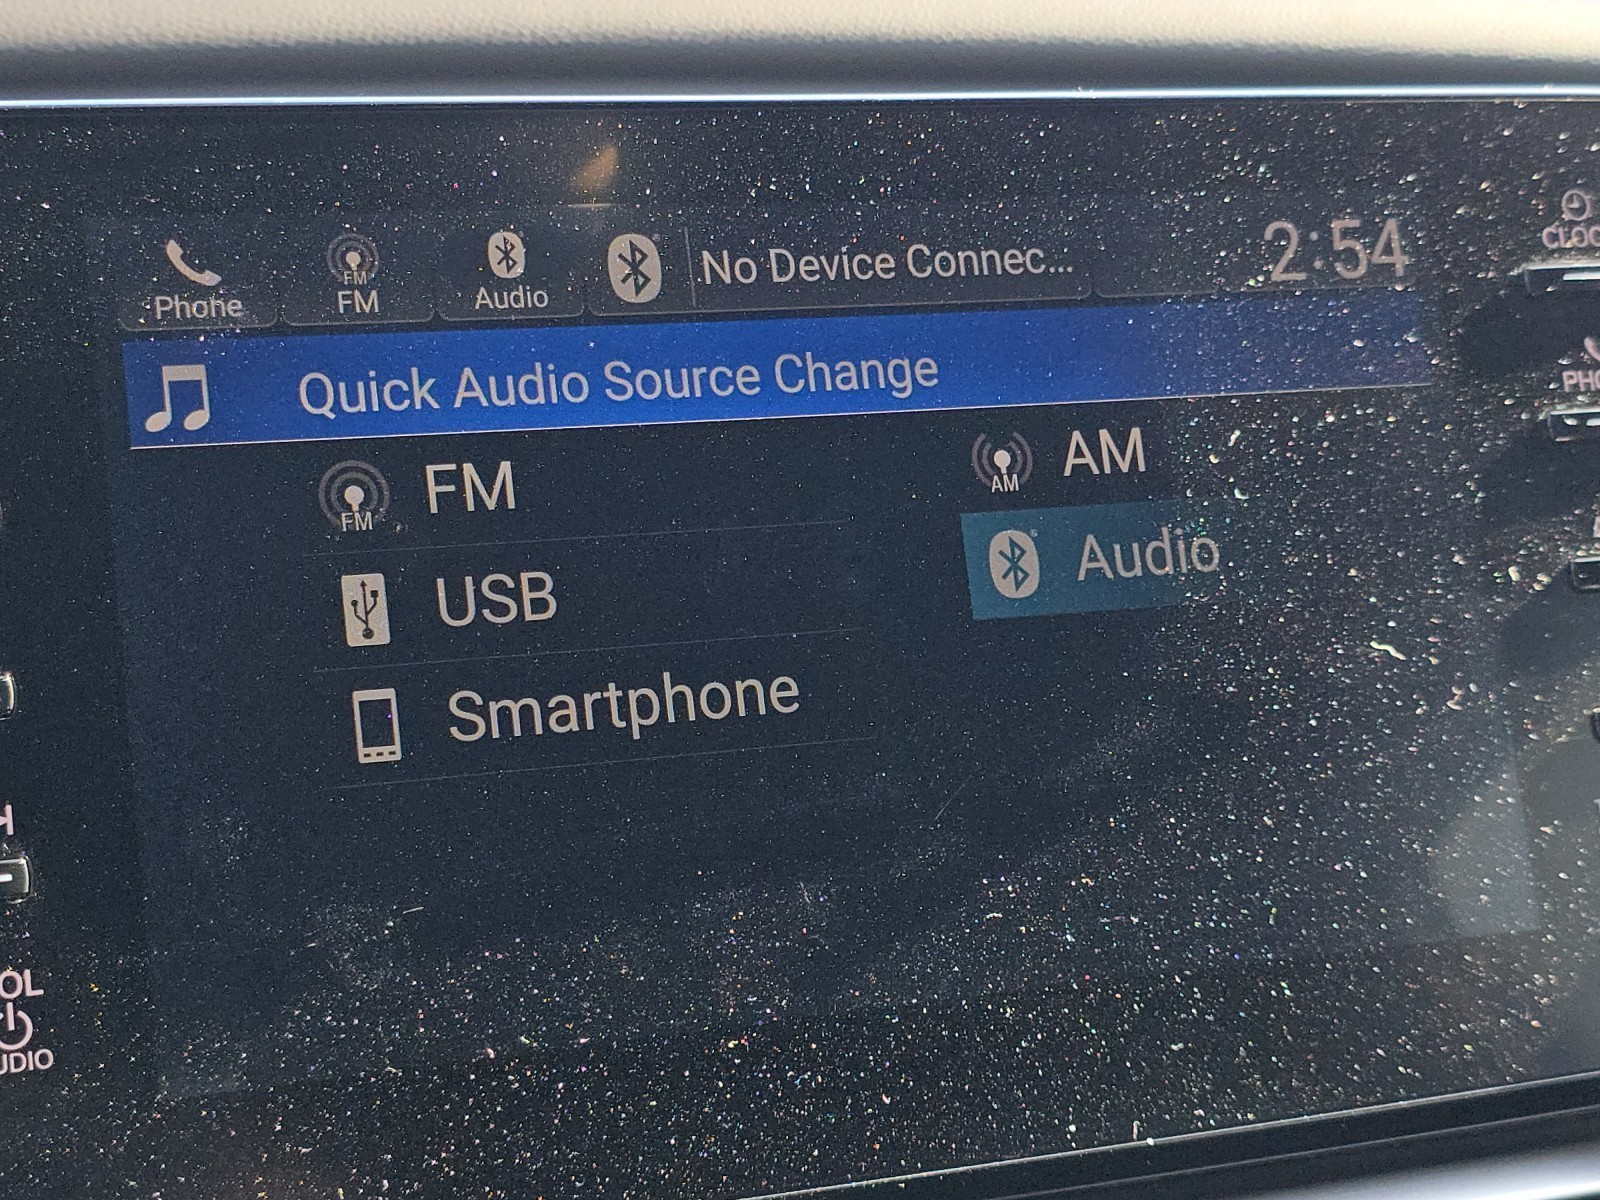 Phone
FM
FM
Audio
No Device Connec...
2:54
Quick Audio Source Change
FM
FM
AM
AM
USB
Audio
Smartphone